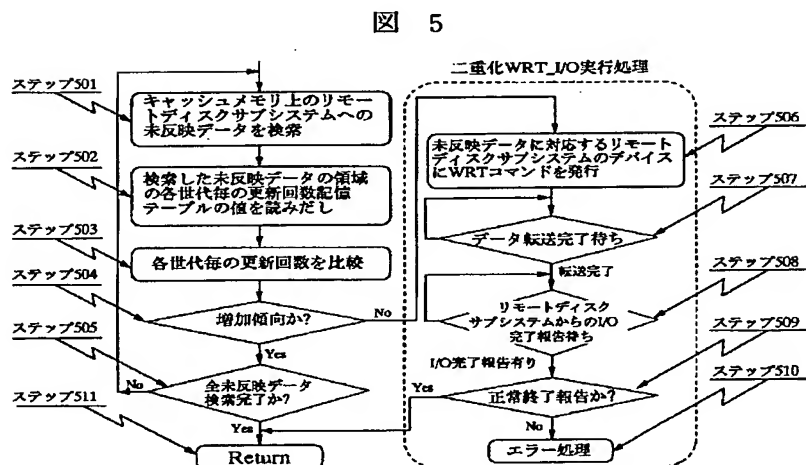 図 5
二重化WRT_I/O実行処理
ステップ501
キャッシュメモリ上のリモー
トディスクサブシステムへの
未反映データを検索
ステップ502
検索した未反映データの領域
の各世代毎の更新回数記憶
テーブルの値を読みだし
ステップ503
各世代毎の更新回数を比較
ステップ504
増加傾向か?
No
Yes
ステップ505
全未反映データ
検索完了か?
No
Yes
ステップ511
Return
ステップ506
未反映データに対応するリモート
ディスクサブシステムのデバイス
にWRTコマンドを発行
ステップ507
データ転送完了待ち
転送完了
ステップ508
リモートディスク
サブシステムからのI/O
完了報告待ち
I/O完了報告有り
ステップ509
正常終了報告か?
Yes
No
ステップ510
エラー処理